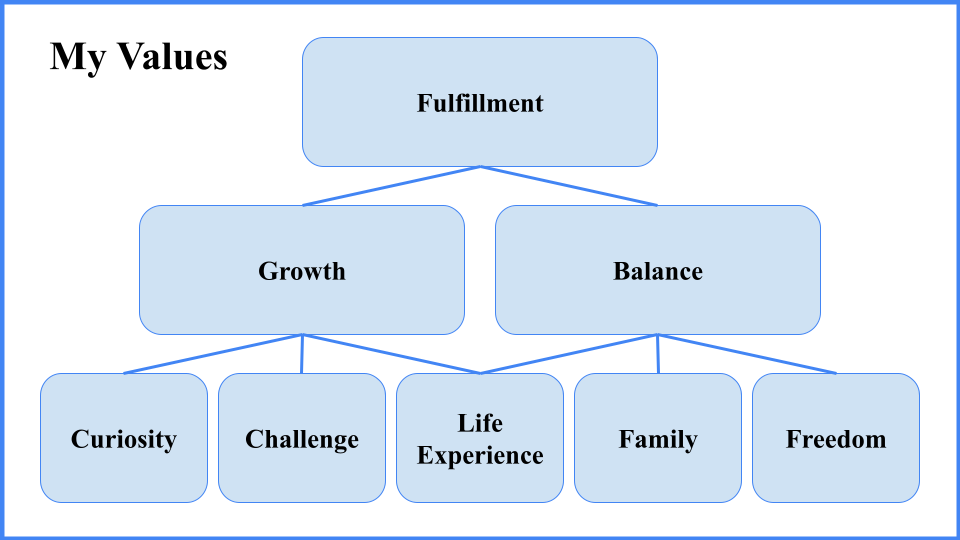 My Values
Fulfillment
Growth
Balance
Curiosity
Challenge
Life
Experience
Family
Freedom